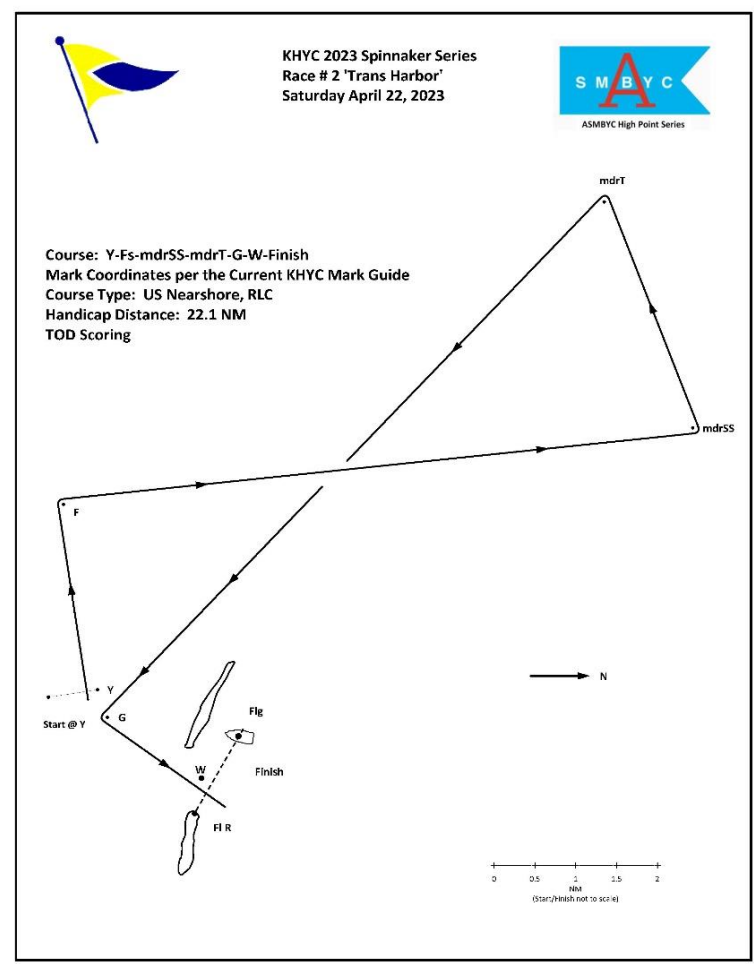 KHYC 2023 Spinnaker Series
Race # 2 'Trans Harbor'
Saturday April 22, 2023
S M B Y C
A
ASMBYC High Point Series
mdrT
Course: Y-Fs-mdrSS-mdrT-G-W-Finish
Mark Coordinates per the Current KHYC Mark Guide
Course Type: US Nearshore, RLC
Handicap Distance: 22.1 NM
TOD Scoring
mdrSS
F
N
Y
Start @ Y
G
Flg
W
Finish
Fl R
0 0.5 1 1.5 2
NM
(Start/Finish not to scale)